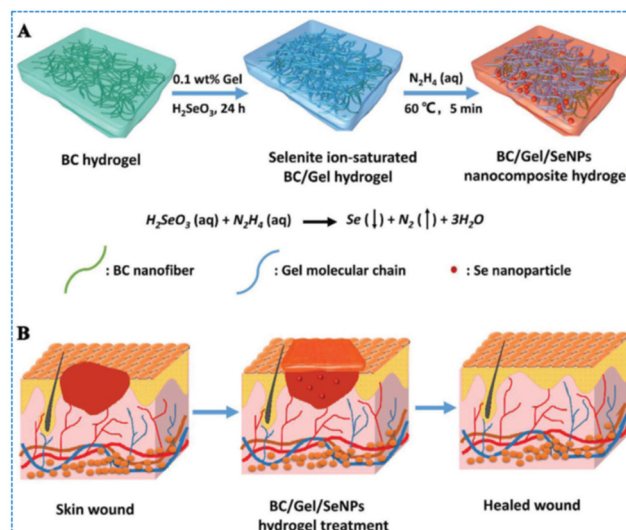 A
0.1 wt% Gel
H₂SeO₃, 24 h
N₂H₄ (aq)
60 ℃, 5 min
BC hydrogel
Selenite ion-saturated
BC/Gel hydrogel
BC/Gel/SeNPs
nanocomposite hydroge
H₂SeO₃ (aq) + N₂H₄ (aq) → Se (↓) + N₂ (↑) + 3H₂O
: BC nanofiber
: Gel molecular chain
: Se nanoparticle
B
Skin wound
BC/Gel/SeNPs
hydrogel treatment
Healed wound